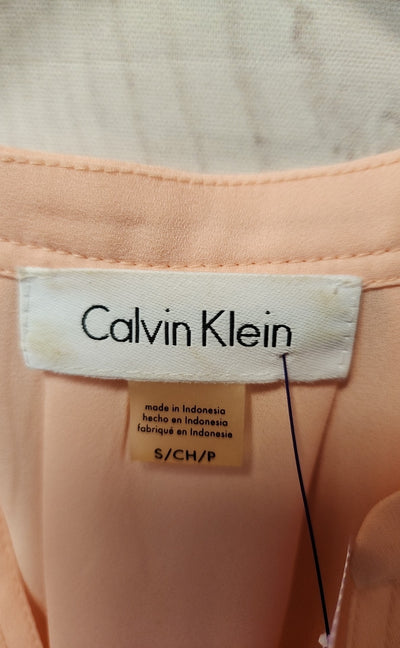 Calvin Klein
made in Indonesia
hecho en Indonesia
fabriqué en Indonesie
S/CH/P